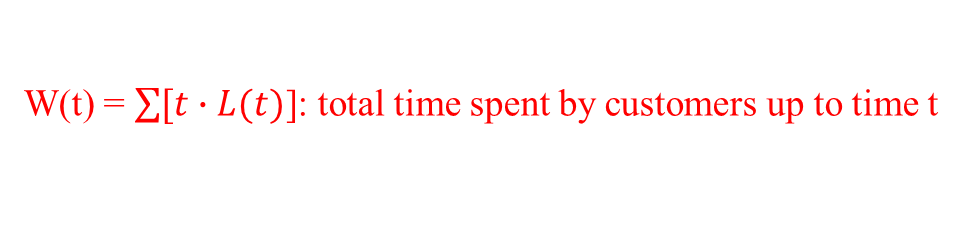 W(t) = ∑[t · L(t)]: total time spent by customers up to time t